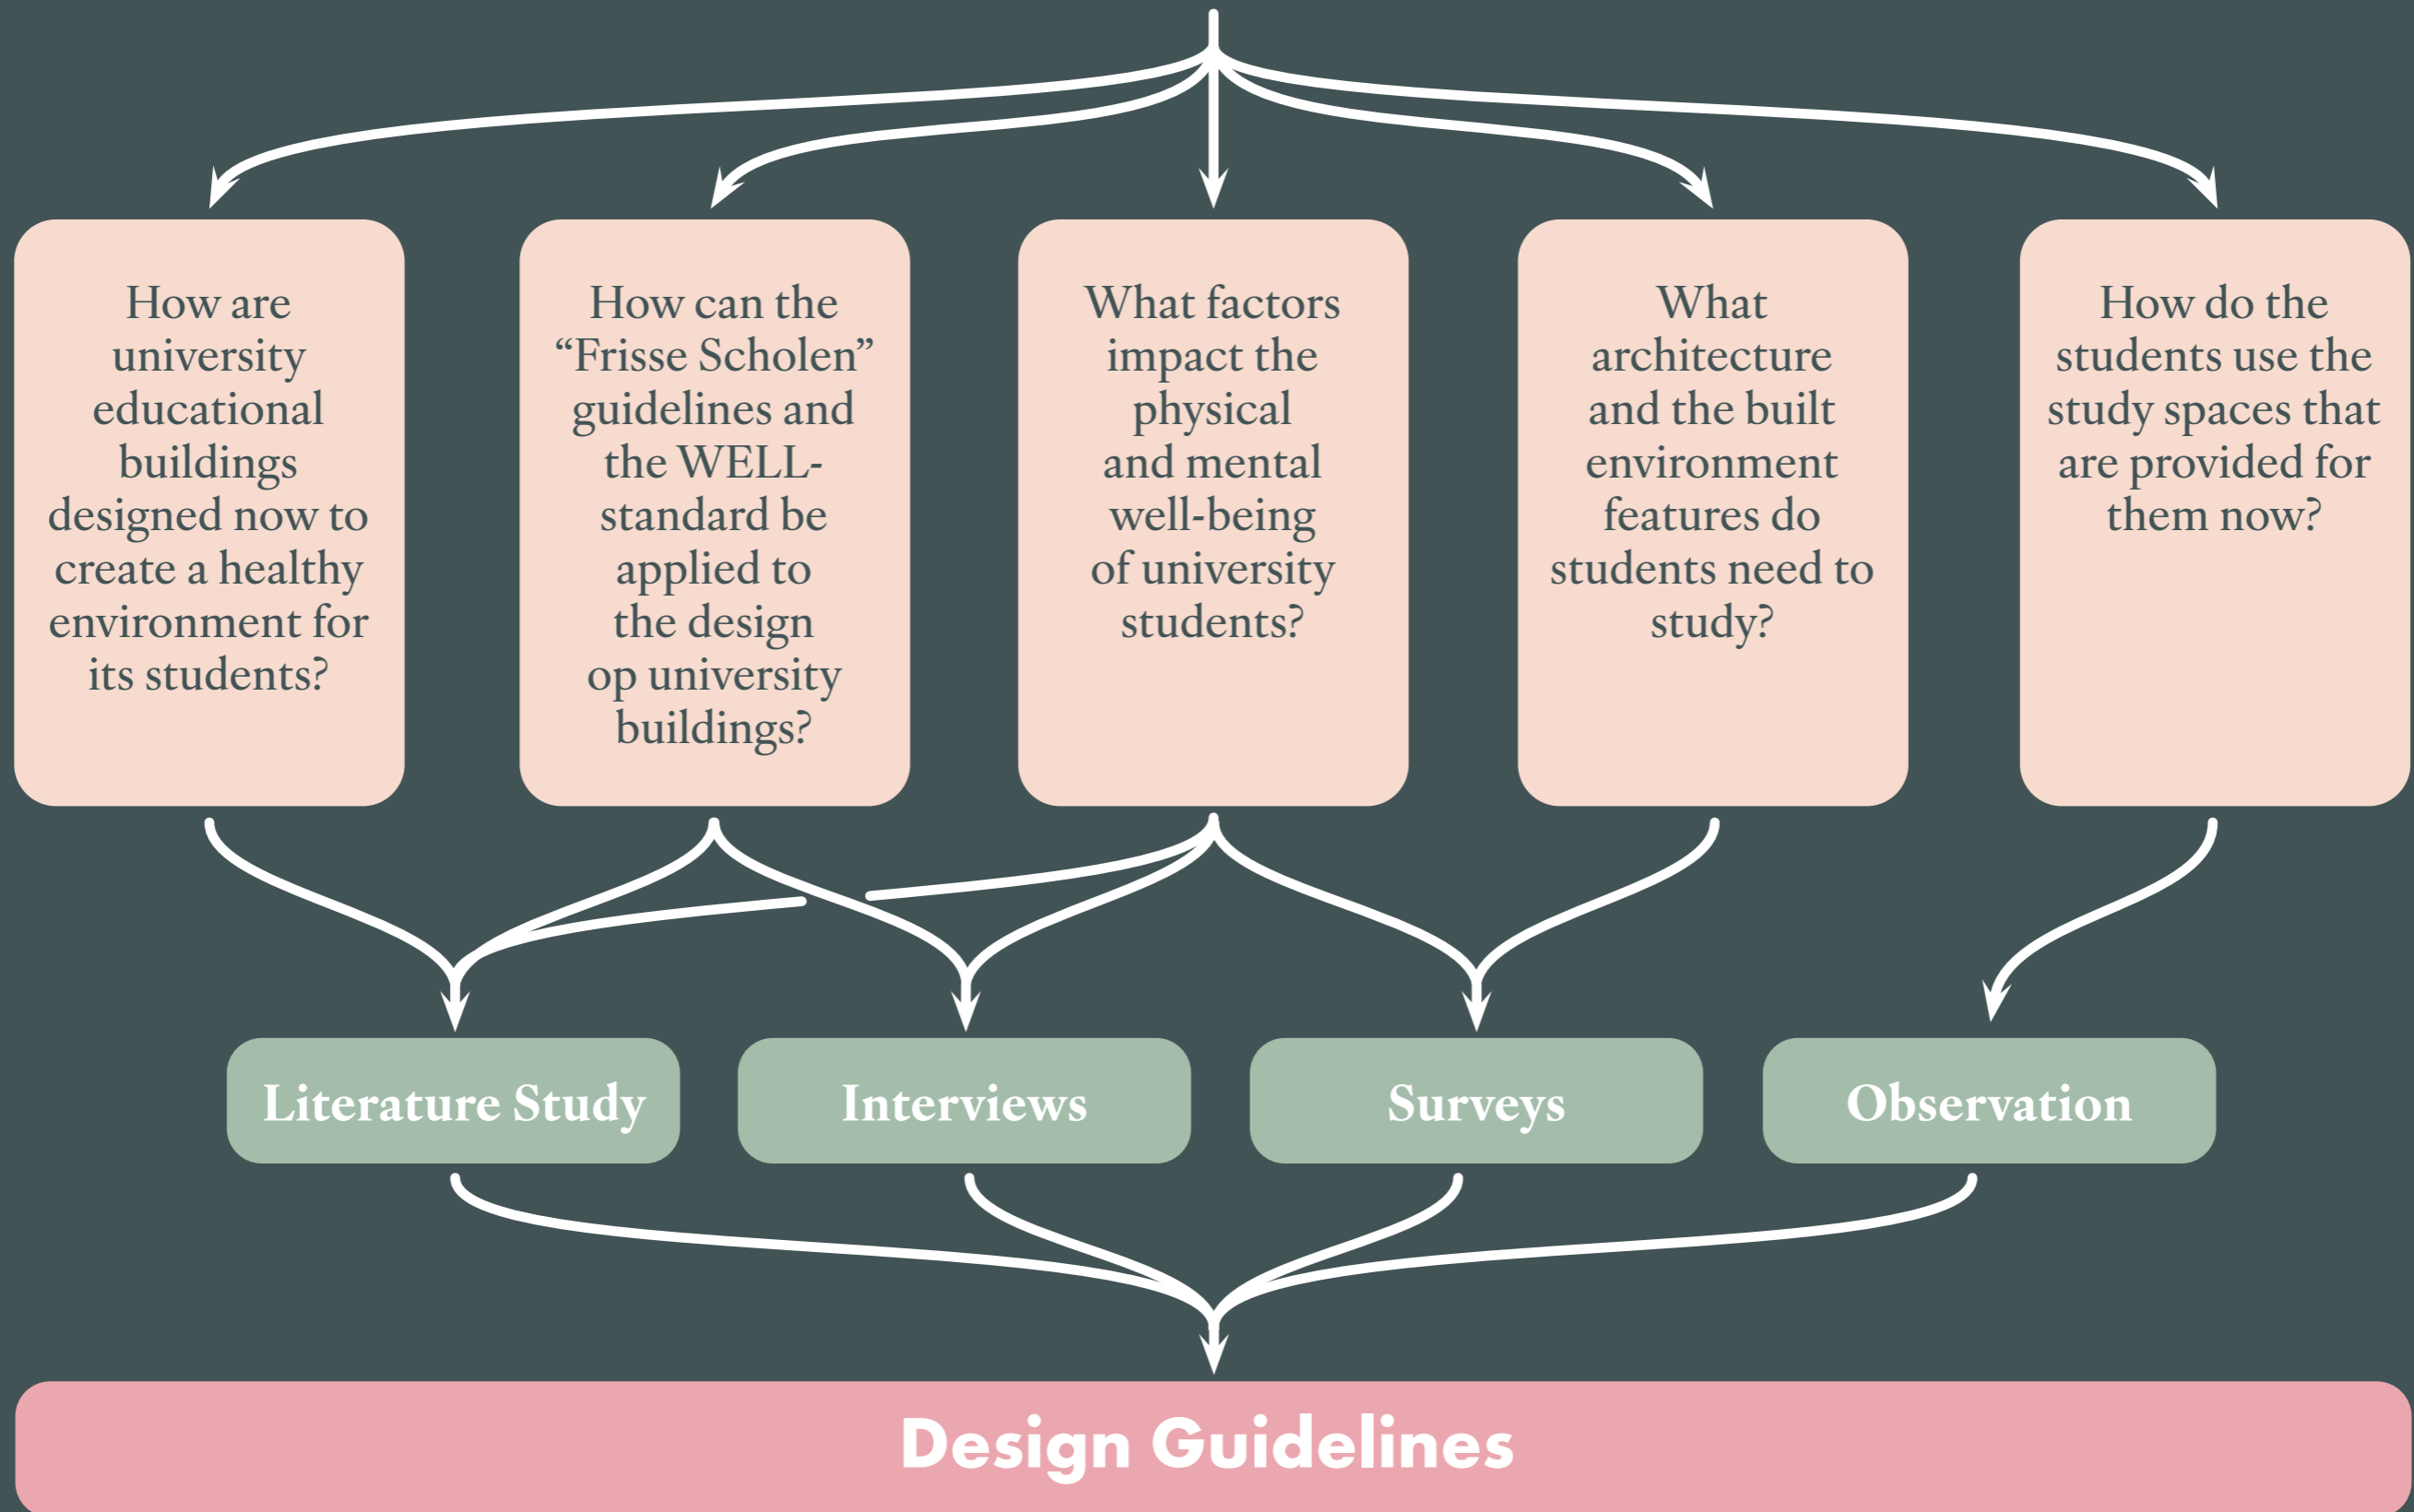 How are
university
educational
buildings
designed now to
create a healthy
environment for
its students?
How can the
“Frisse Scholen”
guidelines and
the WELL-
standard be
applied to
the design
op university
buildings?
What factors
impact the
physical
and mental
well-being
of university
students?
What
architecture
and the built
environment
features do
students need to
study?
How do the
students use the
study spaces that
are provided for
them now?
Literature Study
Interviews
Surveys
Observation
Design Guidelines